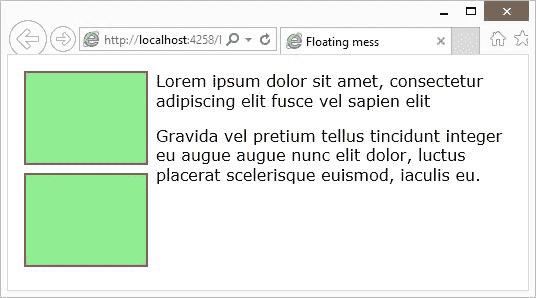 http://localhost:4258/l
Floating mess
Lorem ipsum dolor sit amet, consectetur
adipiscing elit fusce vel sapien elit
Gravida vel pretium tellus tincidunt integer
eu augue augue nunc elit dolor, luctus
placerat scelerisque euismod, iaculis eu.